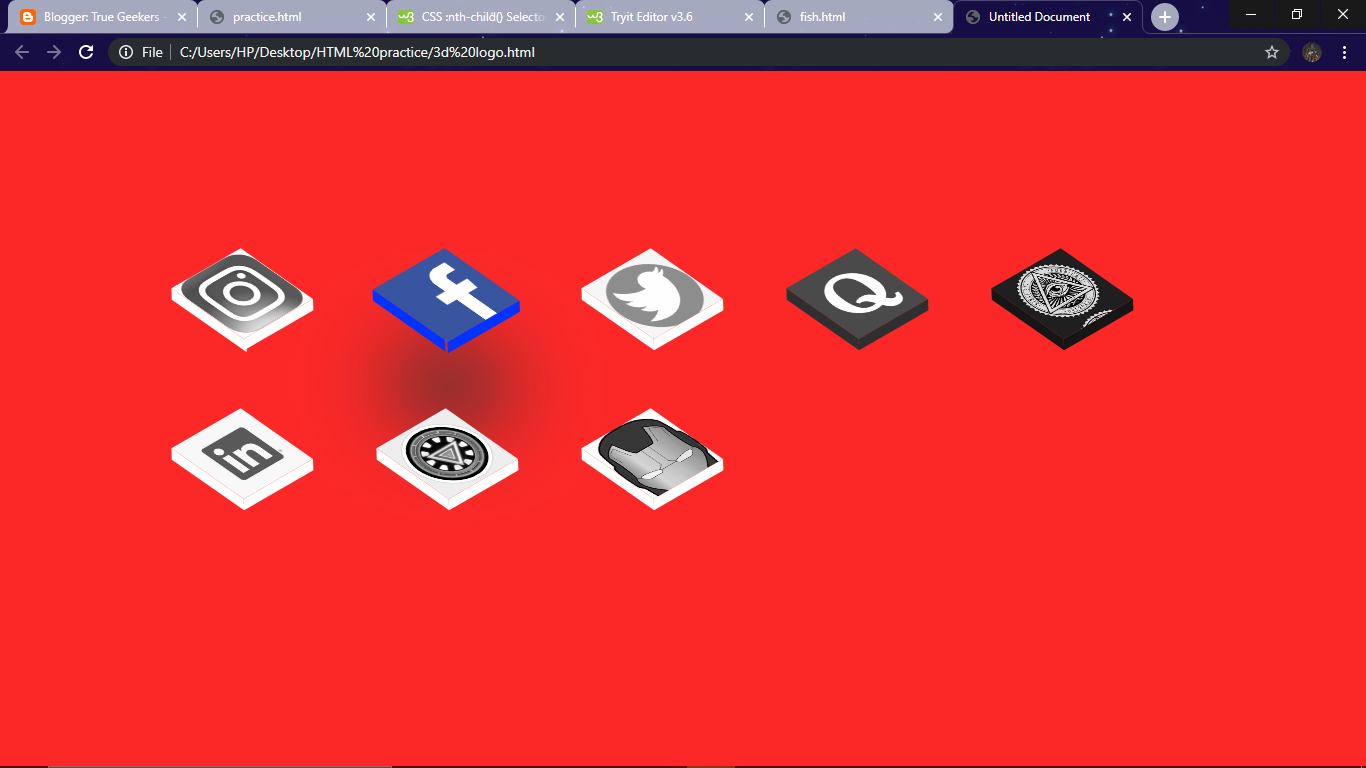 Blogger: True Geekers
practice.html
CSS :nth-child() Selecto
Tryit Editor v3.6
fish.html
Untitled Document
File
C:/Users/HP/Desktop/HTML%20practice/3d%20logo.html
f
Q
in